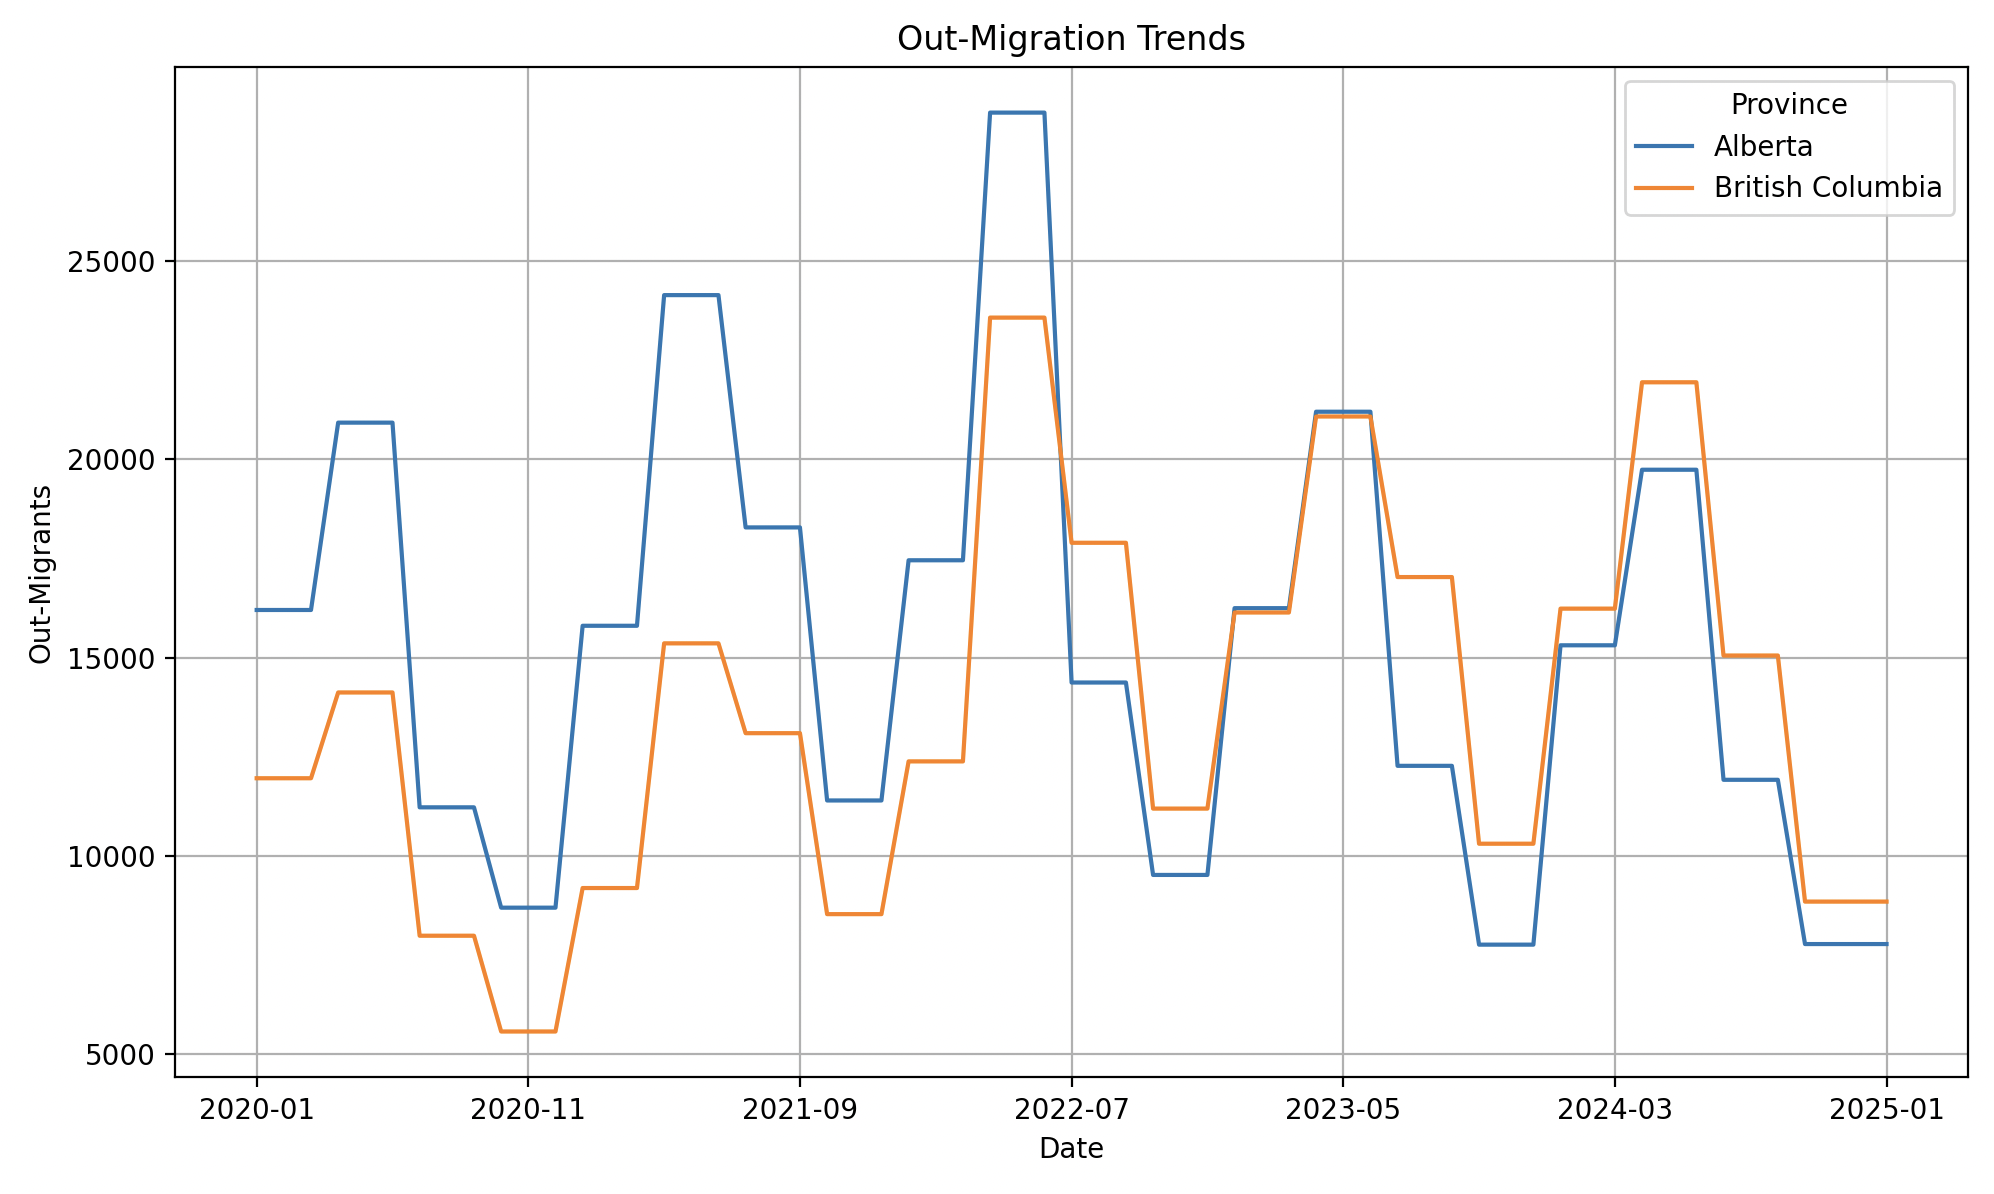 Out-Migration Trends
Province
Alberta
British Columbia
Out-Migrants
25000
20000
15000
10000
5000
2020-01
2020-11
2021-09
2022-07
2023-05
2024-03
2025-01
Date